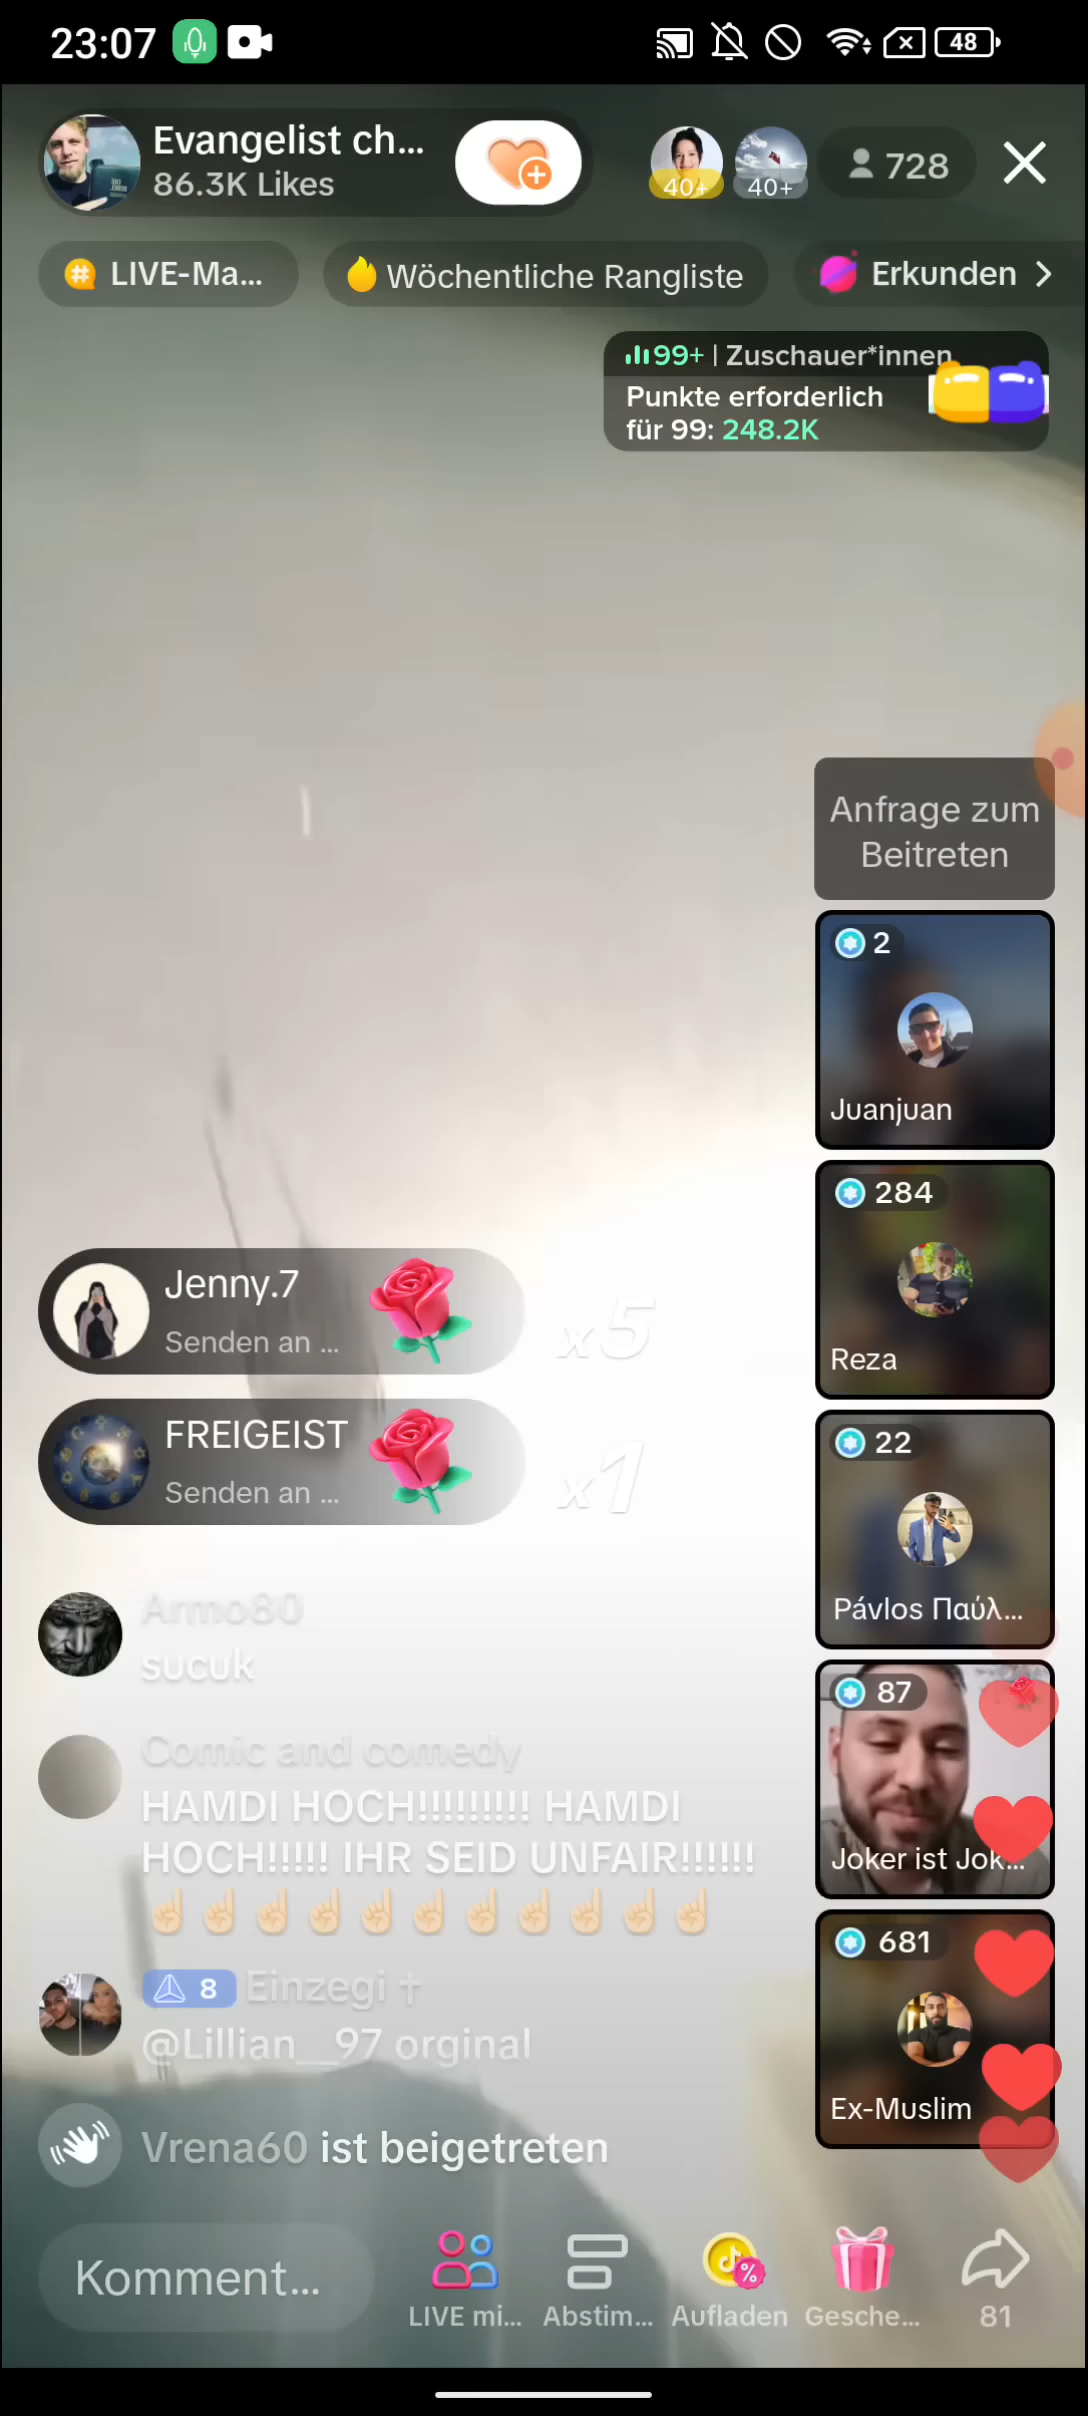 23:07
48
Evangelist ch...
86.3K Likes
40+
40+
728
LIVE-Ma...
Wöchentliche Rangliste
Erkunden
99+ | Zuschauer*innen
Punkte erforderlich
für 99: 248.2K
Anfrage zum
Beitreten
2
Juanjuan
284
Reza
22
Pávlos Παύλ...
87
Joker ist Jok...
681
Ex-Muslim
Jenny.7
Senden an ...
x5
FREIGEIST
Senden an ...
x1
Armo80
sucuk
Comic and comedy
HAMDI HOCH!!!!!!!!! HAMDI
HOCH!!!!! IHR SEID UNFAIR!!!!!!
☝🏻☝🏻☝🏻☝🏻☝🏻☝🏻☝🏻☝🏻☝🏻☝🏻☝🏻
8 Einzegi †
@Lillian__97 orginal
Vrena60 ist beigetreten
Komment...
LIVE mi...
Abstim...
Aufladen
Gesche...
81